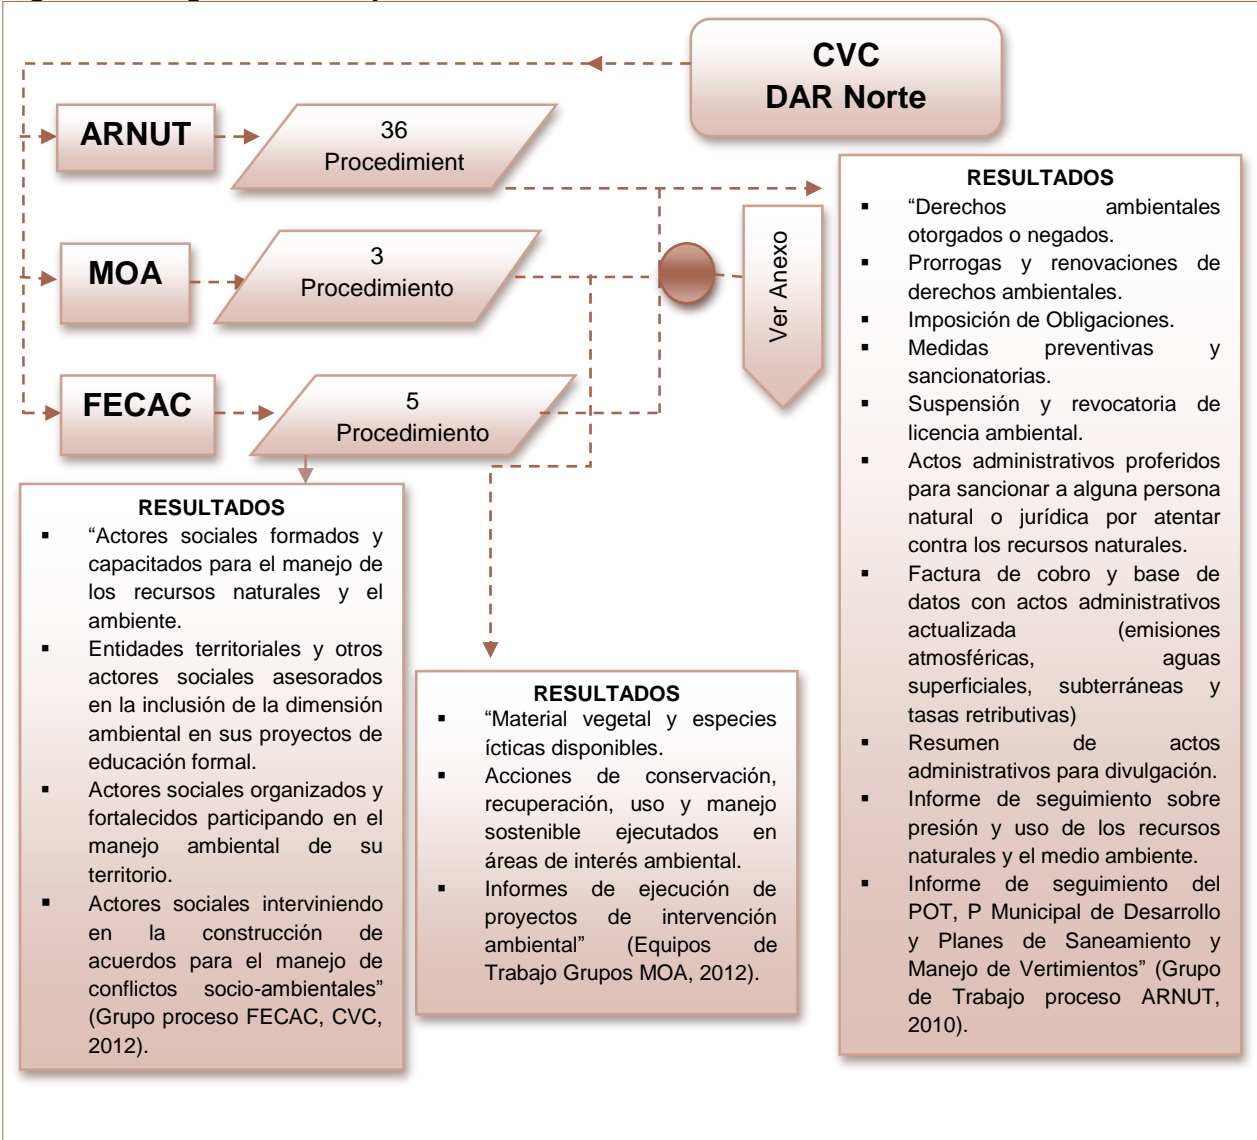 CVC
DAR Norte
ARNUT
36
Procedimient
MOA
3
Procedimiento
FECAC
5
Procedimiento
Ver Anexo
RESULTADOS
▪ “Actores sociales formados y
capacitados para el manejo de
los recursos naturales y el
ambiente.
▪ Entidades territoriales y otros
actores sociales asesorados
en la inclusión de la dimensión
ambiental en sus proyectos de
educación formal.
▪ Actores sociales organizados y
fortalecidos participando en el
manejo ambiental de su
territorio.
▪ Actores sociales interviniendo
en la construcción de
acuerdos para el manejo de
conflictos socio-ambientales”
(Grupo proceso FECAC, CVC,
2012).
RESULTADOS
▪ “Material vegetal y especies
ícticas disponibles.
▪ Acciones de conservación,
recuperación, uso y manejo
sostenible ejecutados en
áreas de interés ambiental.
▪ Informes de ejecución de
proyectos de intervención
ambiental” (Equipos de
Trabajo Grupos MOA, 2012).
RESULTADOS
▪ “Derechos ambientales
otorgados o negados.
▪ Prorrogas y renovaciones de
derechos ambientales.
▪ Imposición de Obligaciones.
▪ Medidas preventivas y
sancionatorias.
▪ Suspensión y revocatoria de
licencia ambiental.
▪ Actos administrativos proferidos
para sancionar a alguna persona
natural o jurídica por atentar
contra los recursos naturales.
▪ Factura de cobro y base de
datos con actos administrativos
actualizada (emisiones
atmosféricas, aguas
superficiales, subterráneas y
tasas retributivas)
▪ Resumen de actos
administrativos para divulgación.
▪ Informe de seguimiento sobre
presión y uso de los recursos
naturales y el medio ambiente.
▪ Informe de seguimiento del
POT, P Municipal de Desarrollo
y Planes de Saneamiento y
Manejo de Vertimientos” (Grupo
de Trabajo proceso ARNUT,
2010).